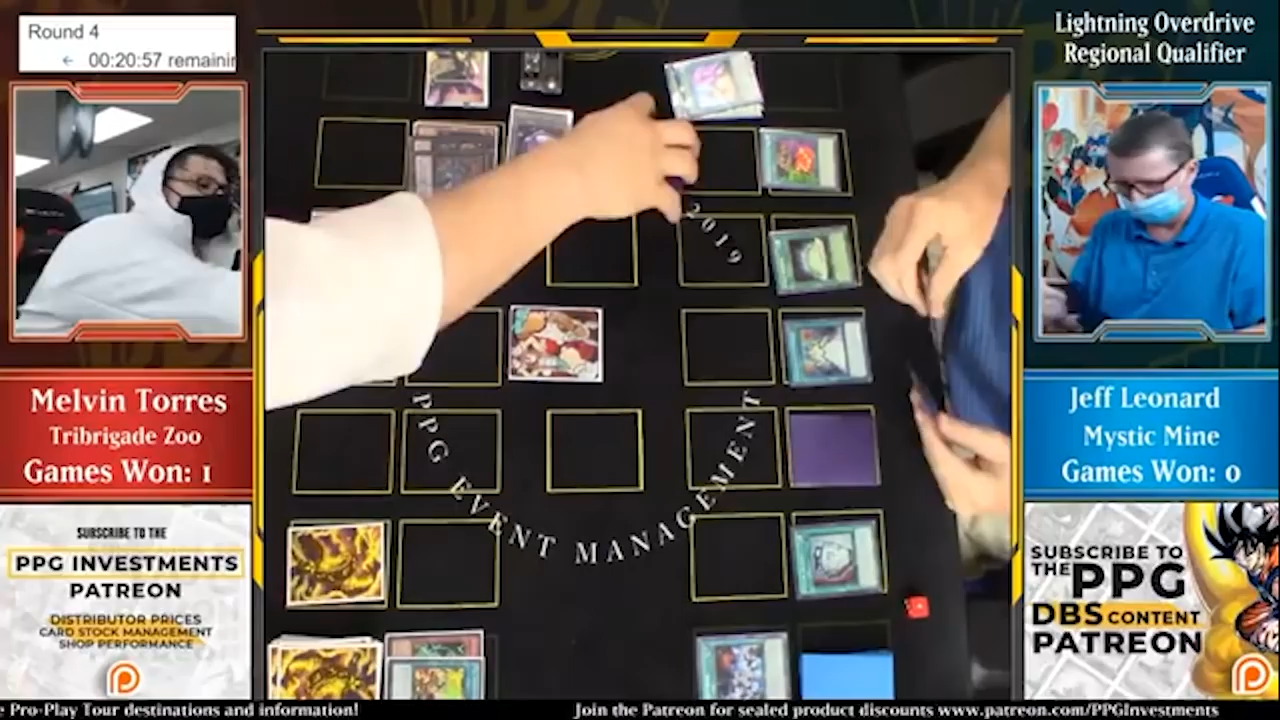 Round 4
← 00:20:57 remainin
Lightning Overdrive
Regional Qualifier
2019
Melvin Torres
Tribrigade Zoo
Games Won: 1
Jeff Leonard
Mystic Mine
Games Won: 0
PPG EVENT MANAGEMENT
SUBSCRIBE TO THE
PPG INVESTMENTS
PATREON
DISTRIBUTOR PRICES
CARD STOCK MANAGEMENT
SHOP PERFORMANCE
SUBSCRIBE TO
THE PPG
DBS CONTENT
PATREON
e Pro-Play Tour destinations and information!
Join the Patreon for sealed product discounts www.patreon.com/PPGInvestments